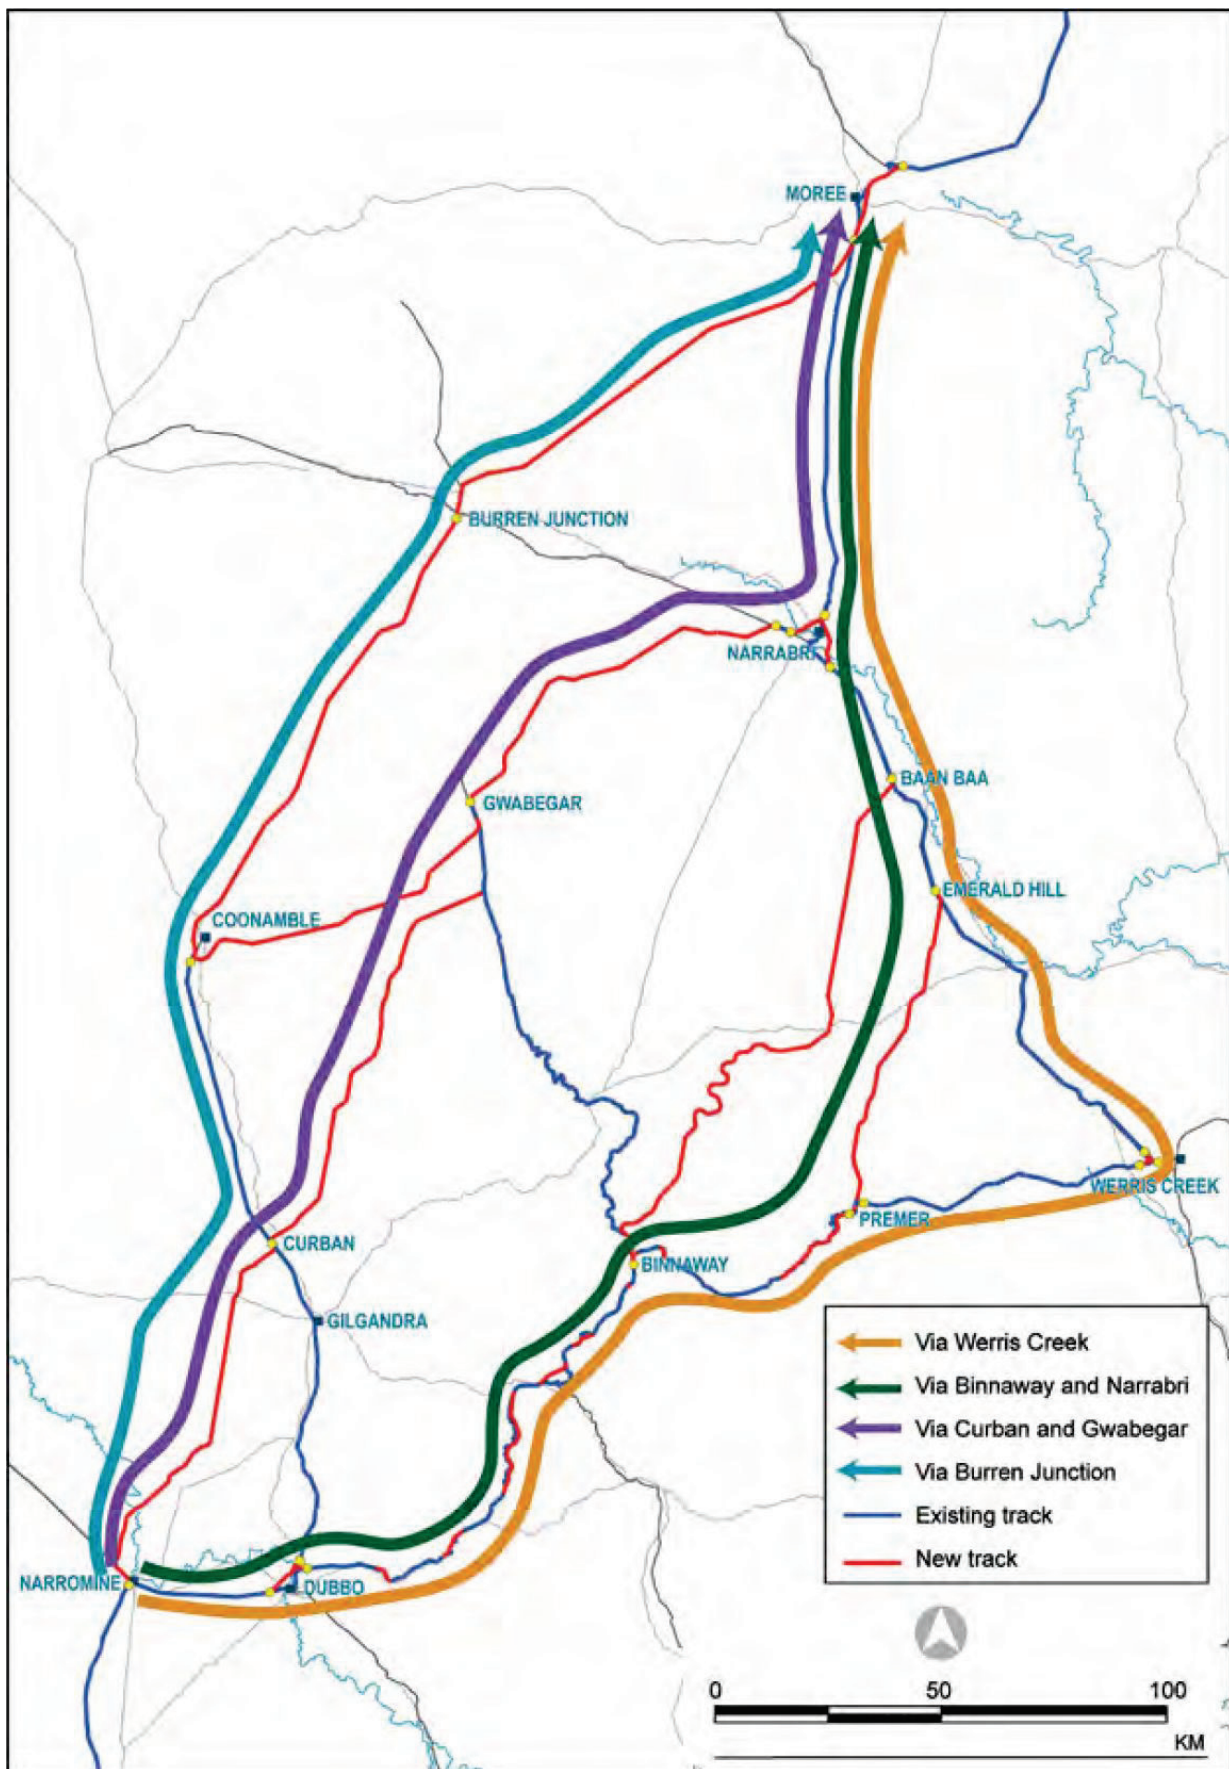 MOREE
BURREN JUNCTION
NARRABRI
BAAN BAA
GWABEGAR
EMERALD HILL
COONAMBLE
WERRIS CREEK
PREMER
CURBAN
BINNAWAY
GILGANDRA
Via Werris Creek
Via Binnaway and Narrabri
Via Curban and Gwabegar
Via Burren Junction
Existing track
New track
NARROMINE
DUBBO
0 50 100
KM